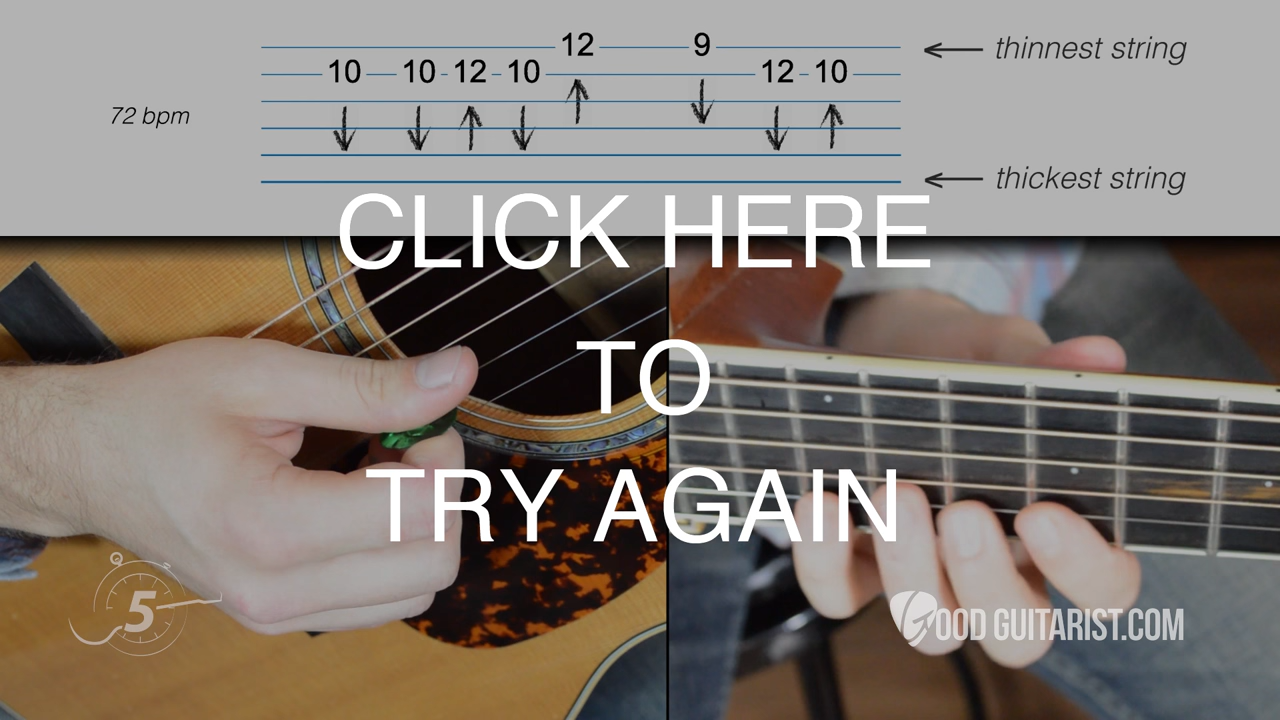 12 9
10 10 12 10 12 10
thinnest string
72 bpm
thickest string
CLICK HERE
TO
TRY AGAIN
5
GOOD GUITARIST.COM